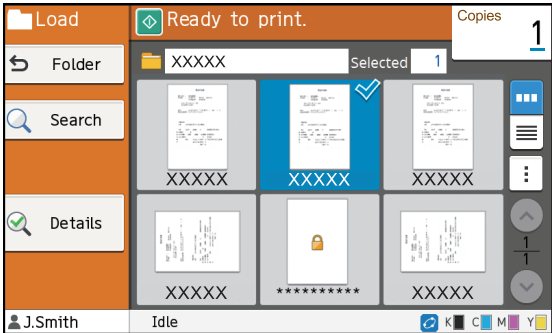 Load
Ready to print.
Copies
1
Folder
XXXXX
Selected
1
Search
XXXXX
XXXXX
XXXXX
Details
XXXXX
**********
XXXXX
1
1
J.Smith
Idle
K
C
M
Y